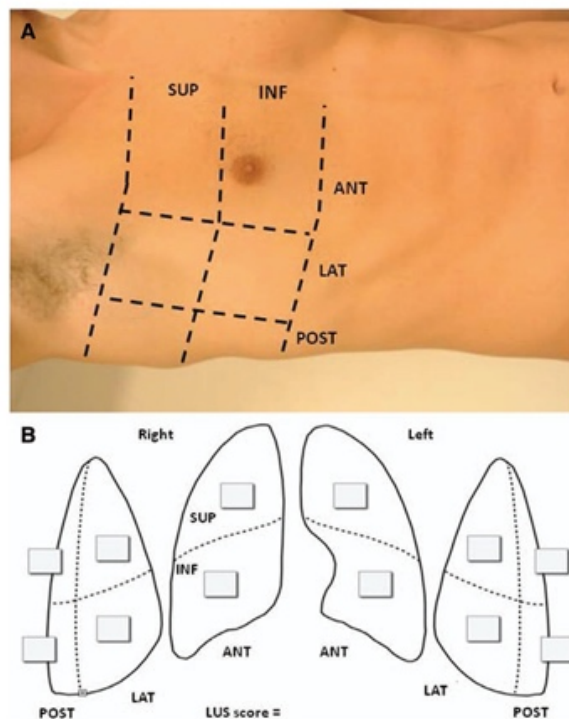 A
SUP INF
ANT
LAT
POST
B
Right Left
SUP
INF
ANT ANT
LAT LAT
POST POST
LUS score =